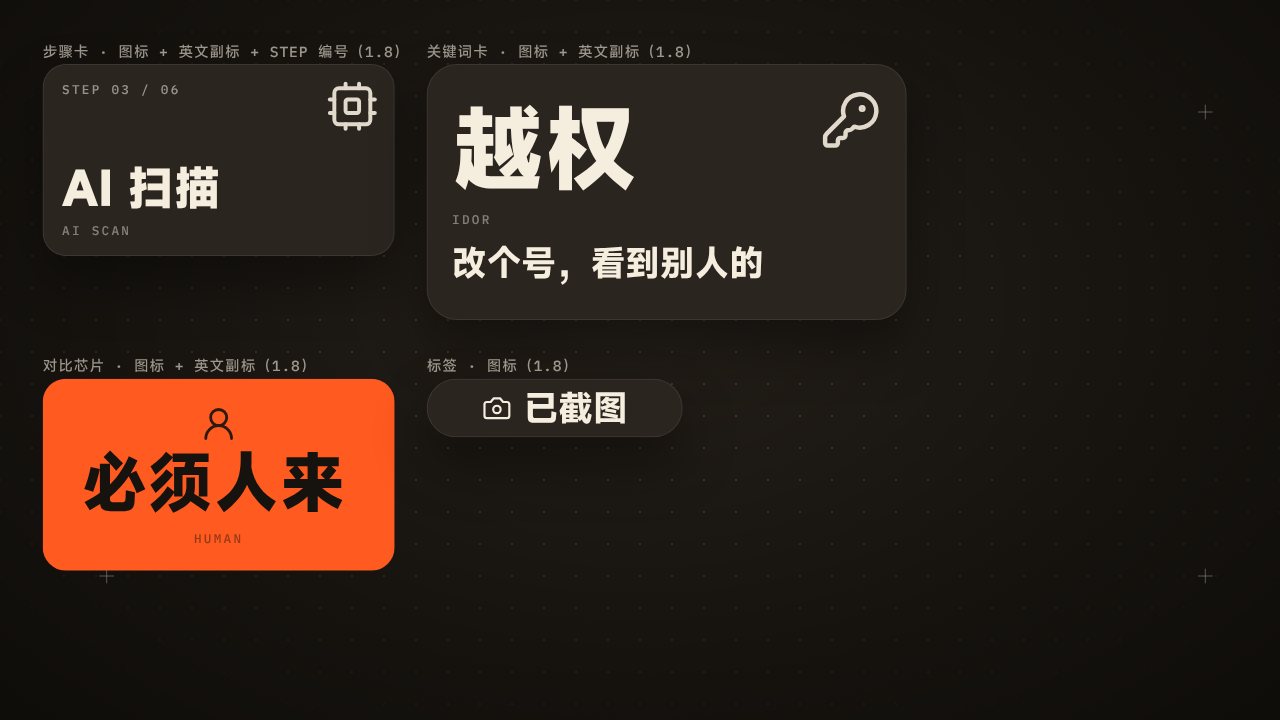 步骤卡 · 图标 + 英文副标 + STEP 编号 (1.8)
STEP 03 / 06
AI 扫描
AI SCAN
关键词卡 · 图标 + 英文副标 (1.8)
越权
IDOR
改个号，看到别人的
对比芯片 · 图标 + 英文副标 (1.8)
必须人来
HUMAN
标签 · 图标 (1.8)
已截图